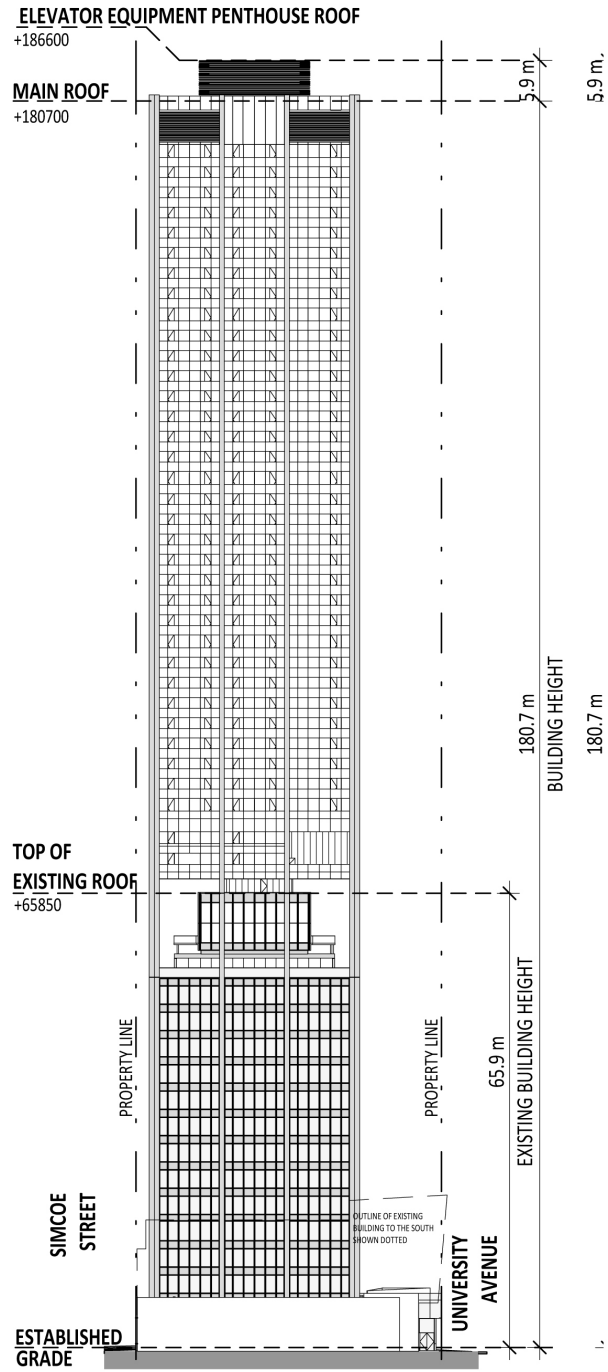 ELEVATOR EQUIPMENT PENTHOUSE ROOF
+186600
5.9 m
5.9 m
MAIN ROOF
+180700
180.7 m
BUILDING HEIGHT
180.7 m
TOP OF
EXISTING ROOF
+65850
PROPERTY LINE
PROPERTY LINE
65.9 m
EXISTING BUILDING HEIGHT
SIMCOE
STREET
OUTLINE OF EXISTING
BUILDING TO THE SOUTH
SHOWN DOTTED
UNIVERSITY
AVENUE
ESTABLISHED
GRADE